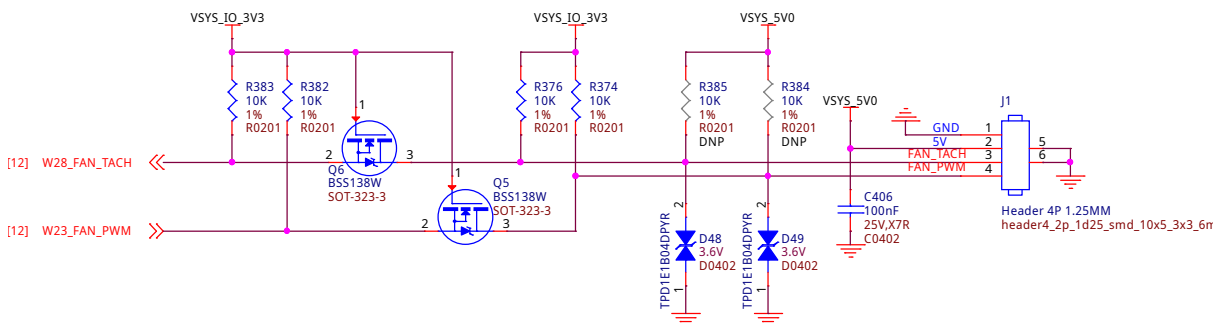 VSYS_IO_3V3
VSYS_IO_3V3
VSYS_5V0
R383
10K
1%
R0201
R382
10K
1%
R0201
1
R376
10K
1%
R0201
R374
10K
1%
R0201
R385
10K
1%
R0201
DNP
R384
10K
1%
R0201
DNP
VSYS_5V0
J1
GND 1
5V 2 5
FAN_TACH 3 6
FAN_PWM 4
[12] W28_FAN_TACH
2
3
Q6
BSS138W
SOT-323-3
1
Q5
BSS138W
SOT-323-3
[12] W23_FAN_PWM
2
3
2
TPD1E1B04DPYR
D48
3.6V
D0402
1
2
TPD1E1B04DPYR
D49
3.6V
D0402
1
C406
100nF
25V,X7R
C0402
Header 4P 1.25MM
header4_2p_1d25_smd_10x5_3x3_6m